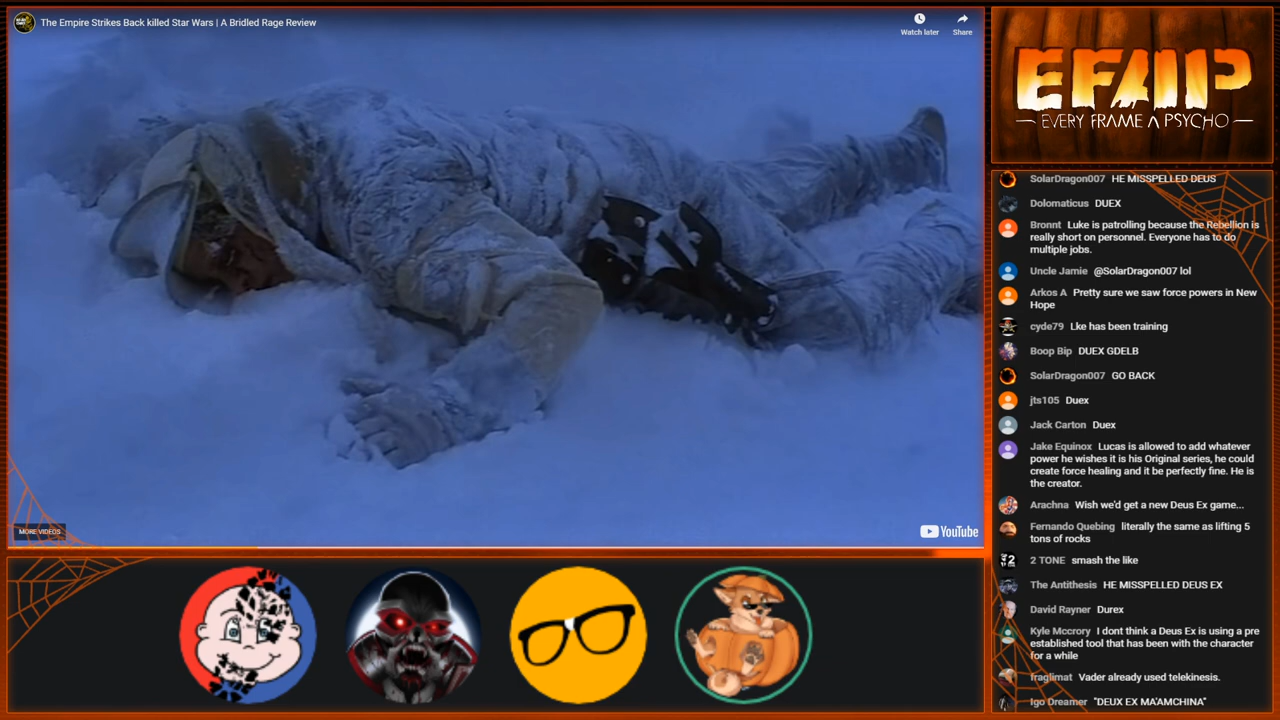 The Empire Strikes Back killed Star Wars | A Bridled Rage Review
Watch later
Share
MORE VIDEOS
YouTube
EFAP
EVERY FRAME A PSYCHO
SolarDragon007 HE MISSPELLED DEUS
Dolomaticus DUEX
Bronnt Luke is patrolling because the Rebellion is
really short on personnel. Everyone has to do
multiple jobs.
Uncle Jamie @SolarDragon007 lol
Arkos A Pretty sure we saw force powers in New
Hope
cyde79 Lke has been training
Boop Bip DUEX GDELB
SolarDragon007 GO BACK
jts105 Duex
Jack Carton Duex
Jake Equinox Lucas is allowed to add whatever
power he wishes it is his Original series, he could
create force healing and it be perfectly fine. He is
the creator.
Arachna Wish we'd get a new Deus Ex game...
Fernando Quebing literally the same as lifting 5
tons of rocks
2 TONE smash the like
The Antithesis HE MISSPELLED DEUS EX
David Rayner Durex
Kyle Mccrory I dont think a Deus Ex is using a pre
established tool that has been with the character
for a while
fraglimat Vader already used telekinesis.
Igo Dreamer "DEUX EX MA'AMCHINA"